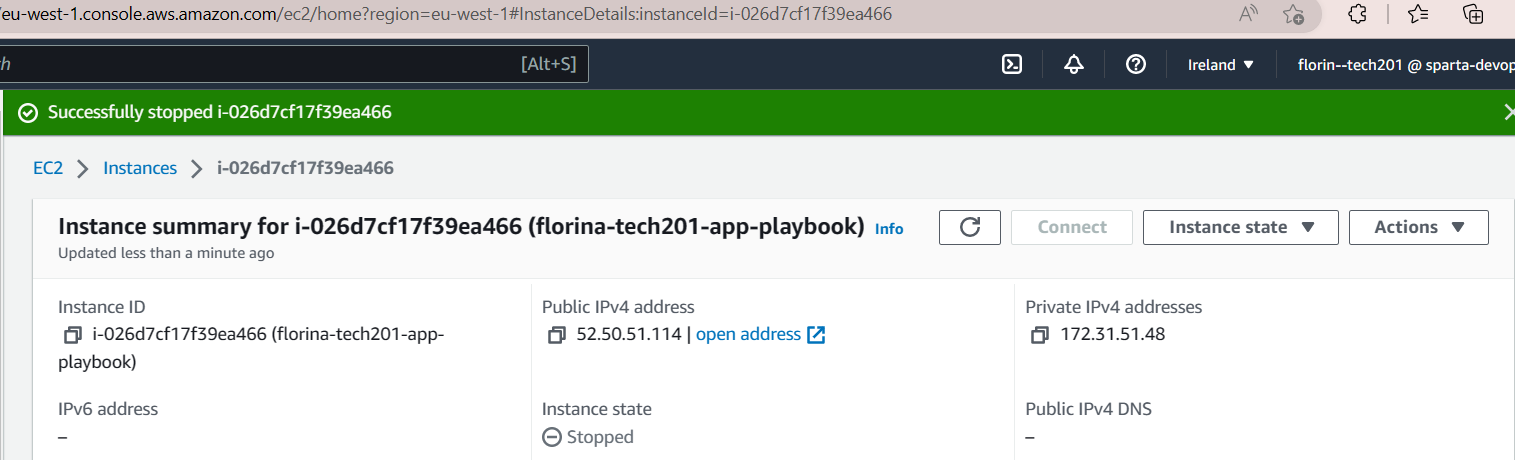 /eu-west-1.console.aws.amazon.com/ec2/home?region=eu-west-1#InstanceDetails:instanceId=i-026d7cf17f39ea466
[Alt+S]
Ireland ▼
florin--tech201 @ sparta-devop
Successfully stopped i-026d7cf17f39ea466
EC2 > Instances > i-026d7cf17f39ea466
Instance summary for i-026d7cf17f39ea466 (florina-tech201-app-playbook) Info
Connect
Instance state ▼
Actions ▼
Updated less than a minute ago
Instance ID
i-026d7cf17f39ea466 (florina-tech201-app-
playbook)
Public IPv4 address
52.50.51.114 | open address
Private IPv4 addresses
172.31.51.48
IPv6 address
–
Instance state
Stopped
Public IPv4 DNS
–